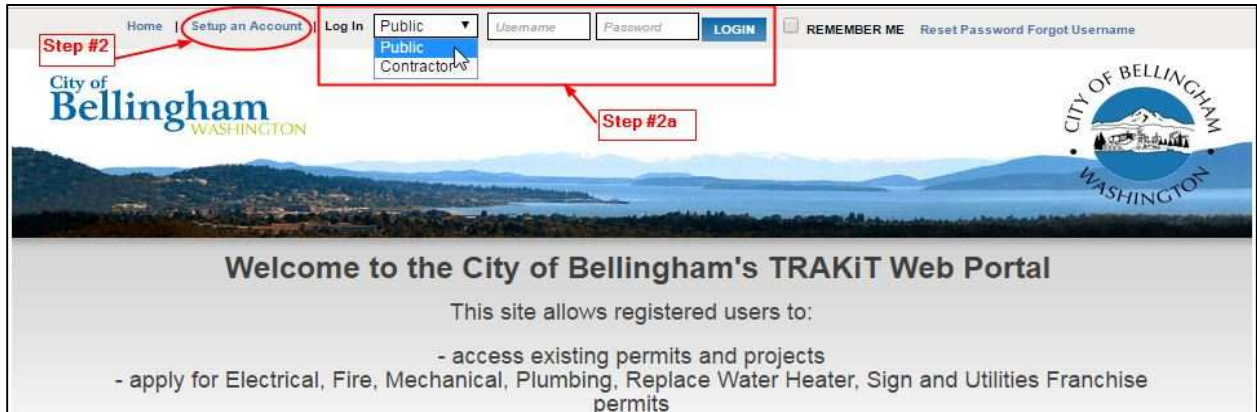 Home | Setup an Account | Log In Public Username Password LOGIN REMEMBER ME Reset Password Forgot Username
Public
Contractor
Step #2
Step #2a
City of
Bellingham
WASHINGTON
CITY OF BELLINGHAM
WASHINGTON
Welcome to the City of Bellingham's TRAKiT Web Portal
This site allows registered users to:
- access existing permits and projects
- apply for Electrical, Fire, Mechanical, Plumbing, Replace Water Heater, Sign and Utilities Franchise
permits